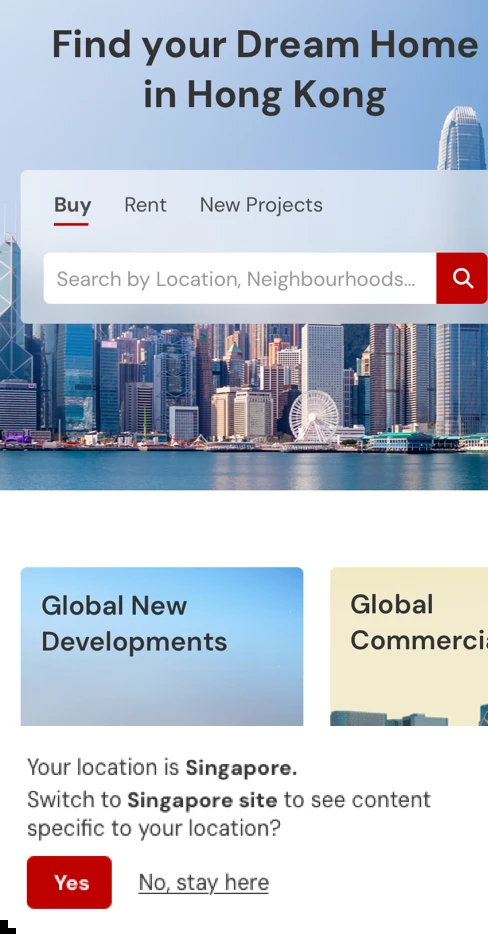 Find your Dream Home
in Hong Kong
Buy Rent New Projects
Search by Location, Neighbourhoods...
Global New
Developments
Global
Your location is Singapore.
Switch to Singapore site to see content
specific to your location?
Yes No, stay here